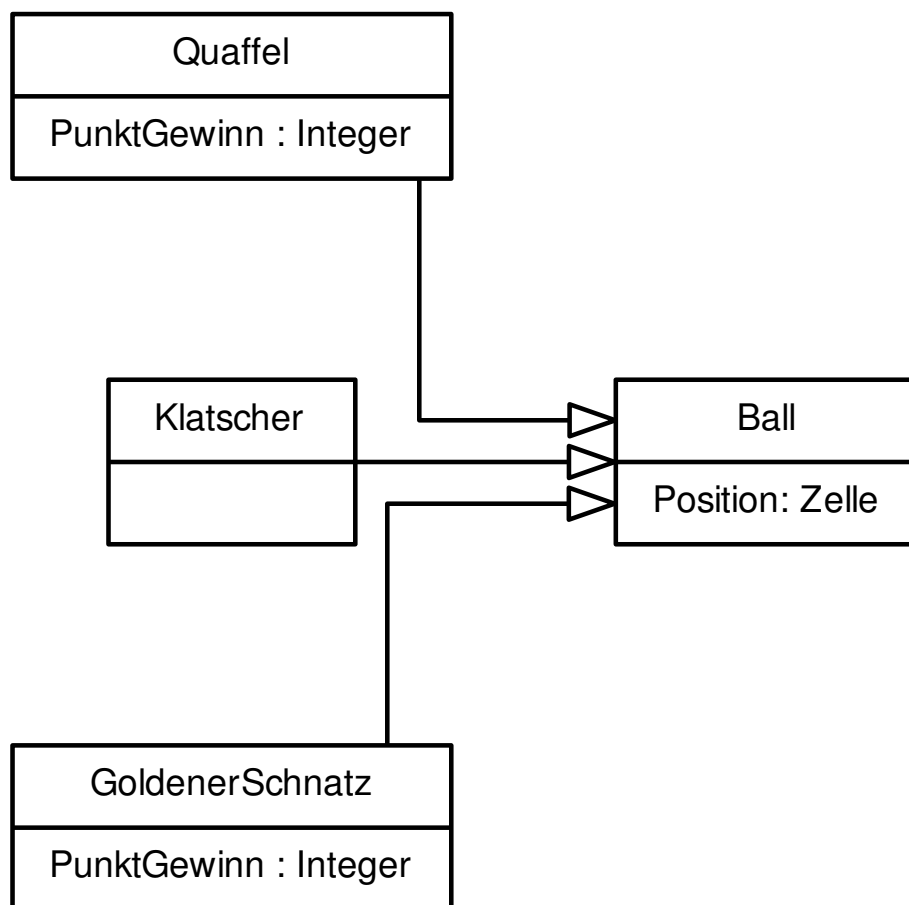 Quaffel
PunktGewinn : Integer
Klatscher
Ball
Position: Zelle
GoldenerSchnatz
PunktGewinn : Integer